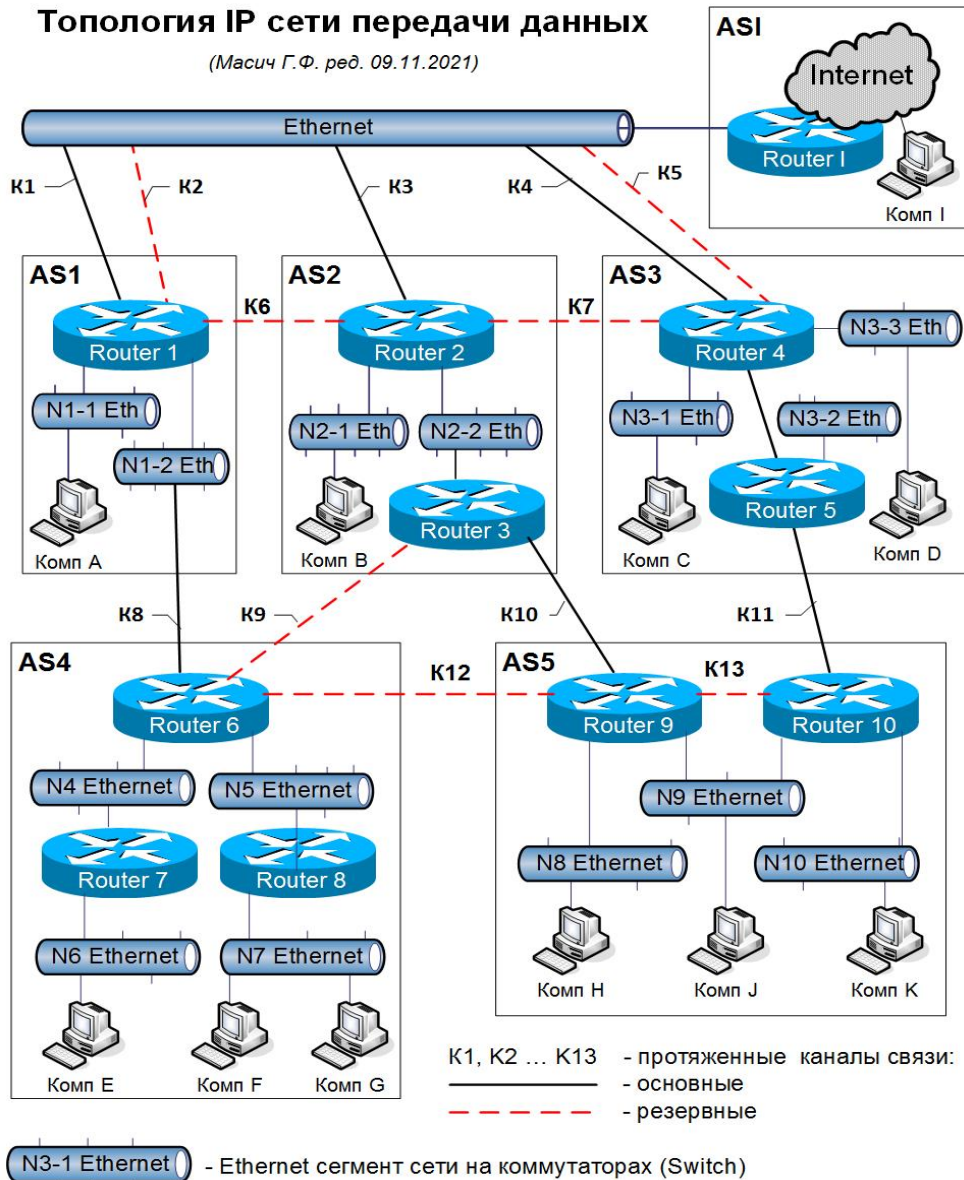 Топология IP сети передачи данных
(Масич Г.Ф. ред. 09.11.2021)
ASI
Internet
Router I
Комп I
Ethernet
К1
К2
К3
К4
К5
AS1
Router 1
N1-1 Eth
N1-2 Eth
Комп A
К6
AS2
Router 2
N2-1 Eth
N2-2 Eth
Router 3
Комп B
К7
AS3
Router 4
N3-3 Eth
N3-1 Eth
N3-2 Eth
Router 5
Комп C
Комп D
К8
К9
К10
К11
AS4
Router 6
N4 Ethernet
N5 Ethernet
Router 7
Router 8
N6 Ethernet
N7 Ethernet
Комп E
Комп F
Комп G
К12
AS5
К13
Router 9
Router 10
N9 Ethernet
N8 Ethernet
N10 Ethernet
Комп H
Комп J
Комп K
К1, К2 ... К13 - протяженные каналы связи:
- основные
- резервные
N3-1 Ethernet - Ethernet сегмент сети на коммутаторах (Switch)